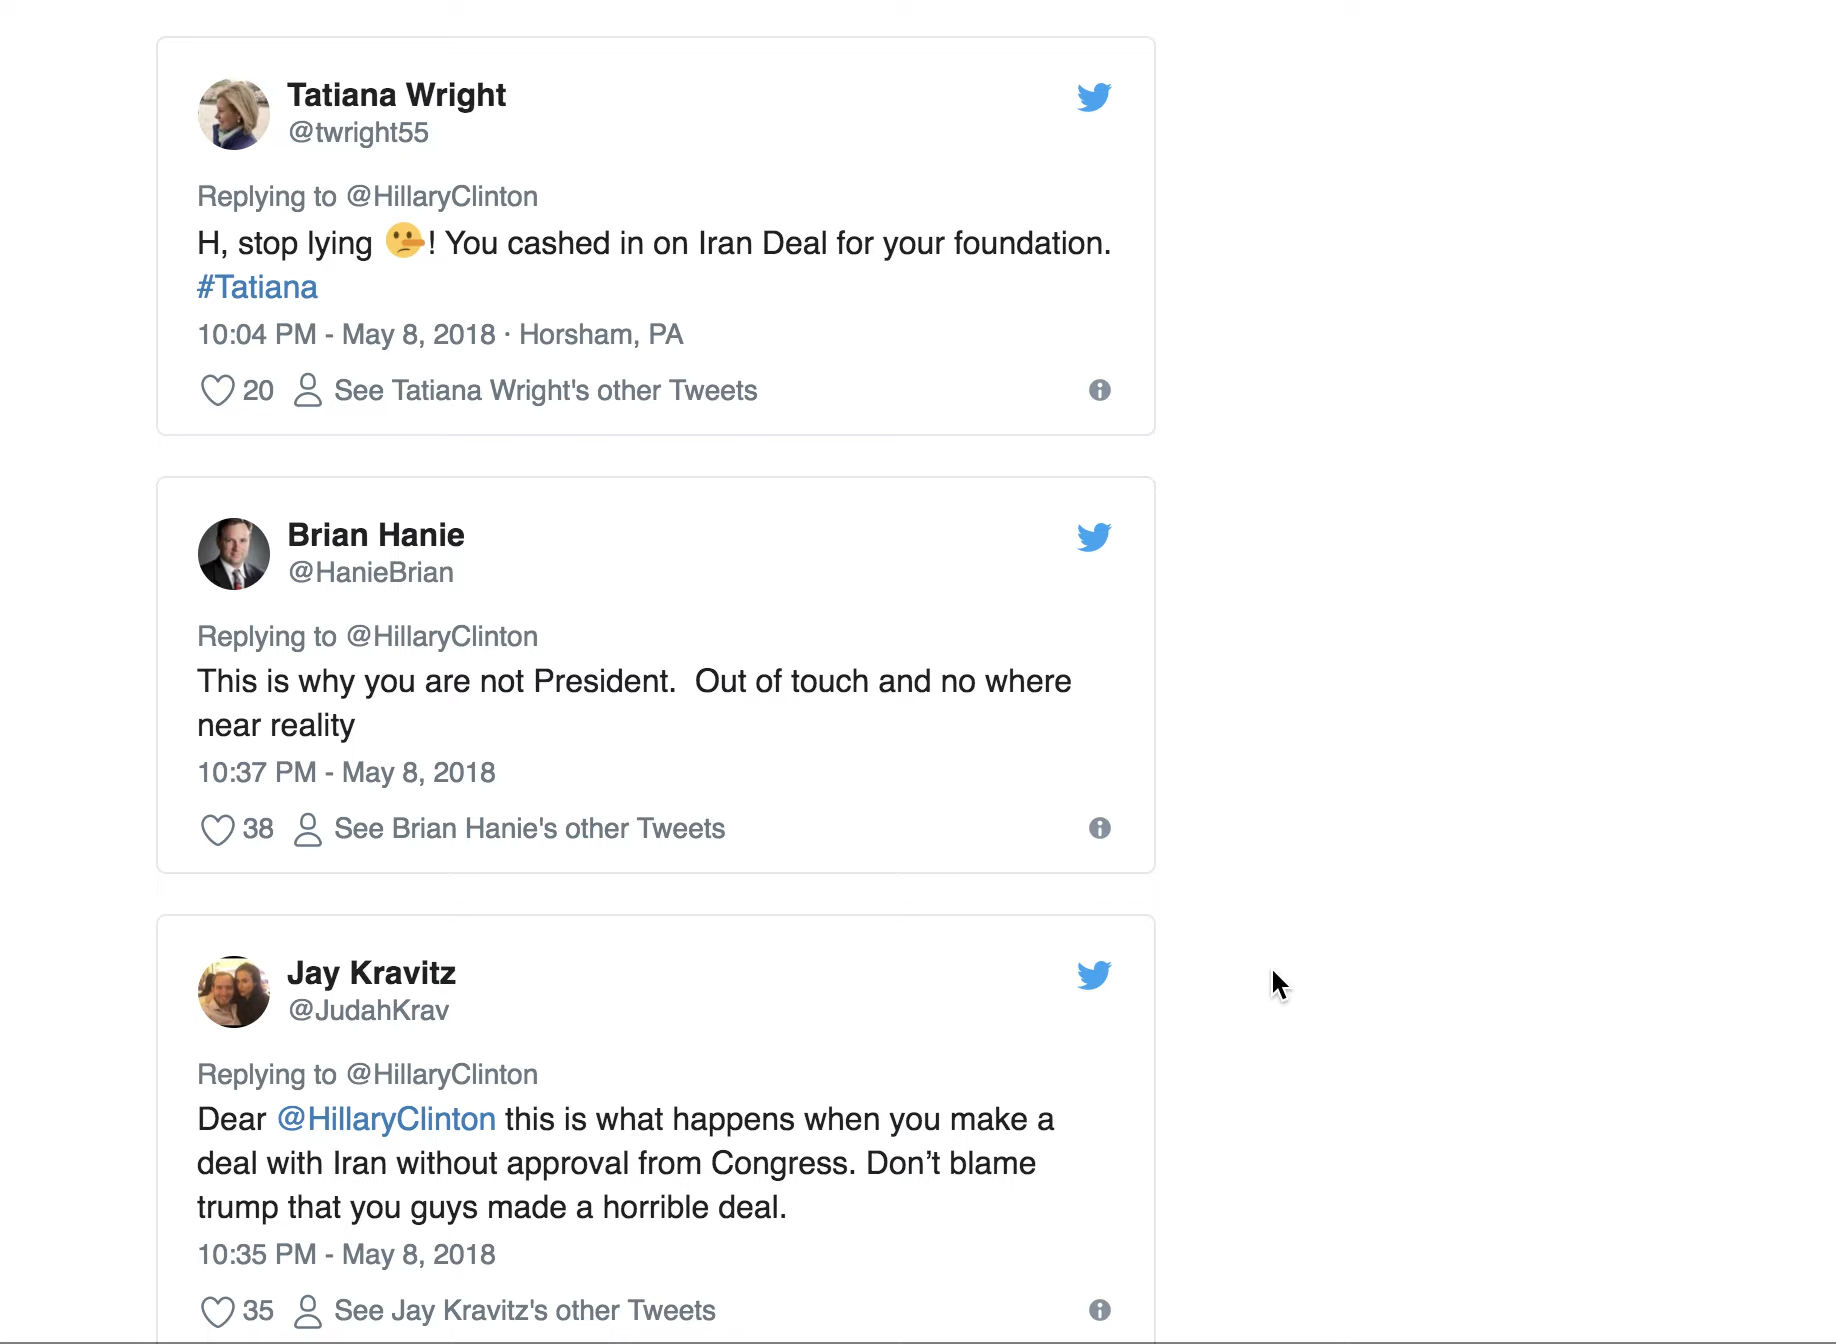 Tatiana Wright
@twright55
Replying to @HillaryClinton
H, stop lying 🤥! You cashed in on Iran Deal for your foundation.
#Tatiana
10:04 PM - May 8, 2018 · Horsham, PA
20 See Tatiana Wright's other Tweets
Brian Hanie
@HanieBrian
Replying to @HillaryClinton
This is why you are not President.  Out of touch and no where
near reality
10:37 PM - May 8, 2018
38 See Brian Hanie's other Tweets
Jay Kravitz
@JudahKrav
Replying to @HillaryClinton
Dear @HillaryClinton this is what happens when you make a
deal with Iran without approval from Congress. Don’t blame
trump that you guys made a horrible deal.
10:35 PM - May 8, 2018
35 See Jay Kravitz's other Tweets